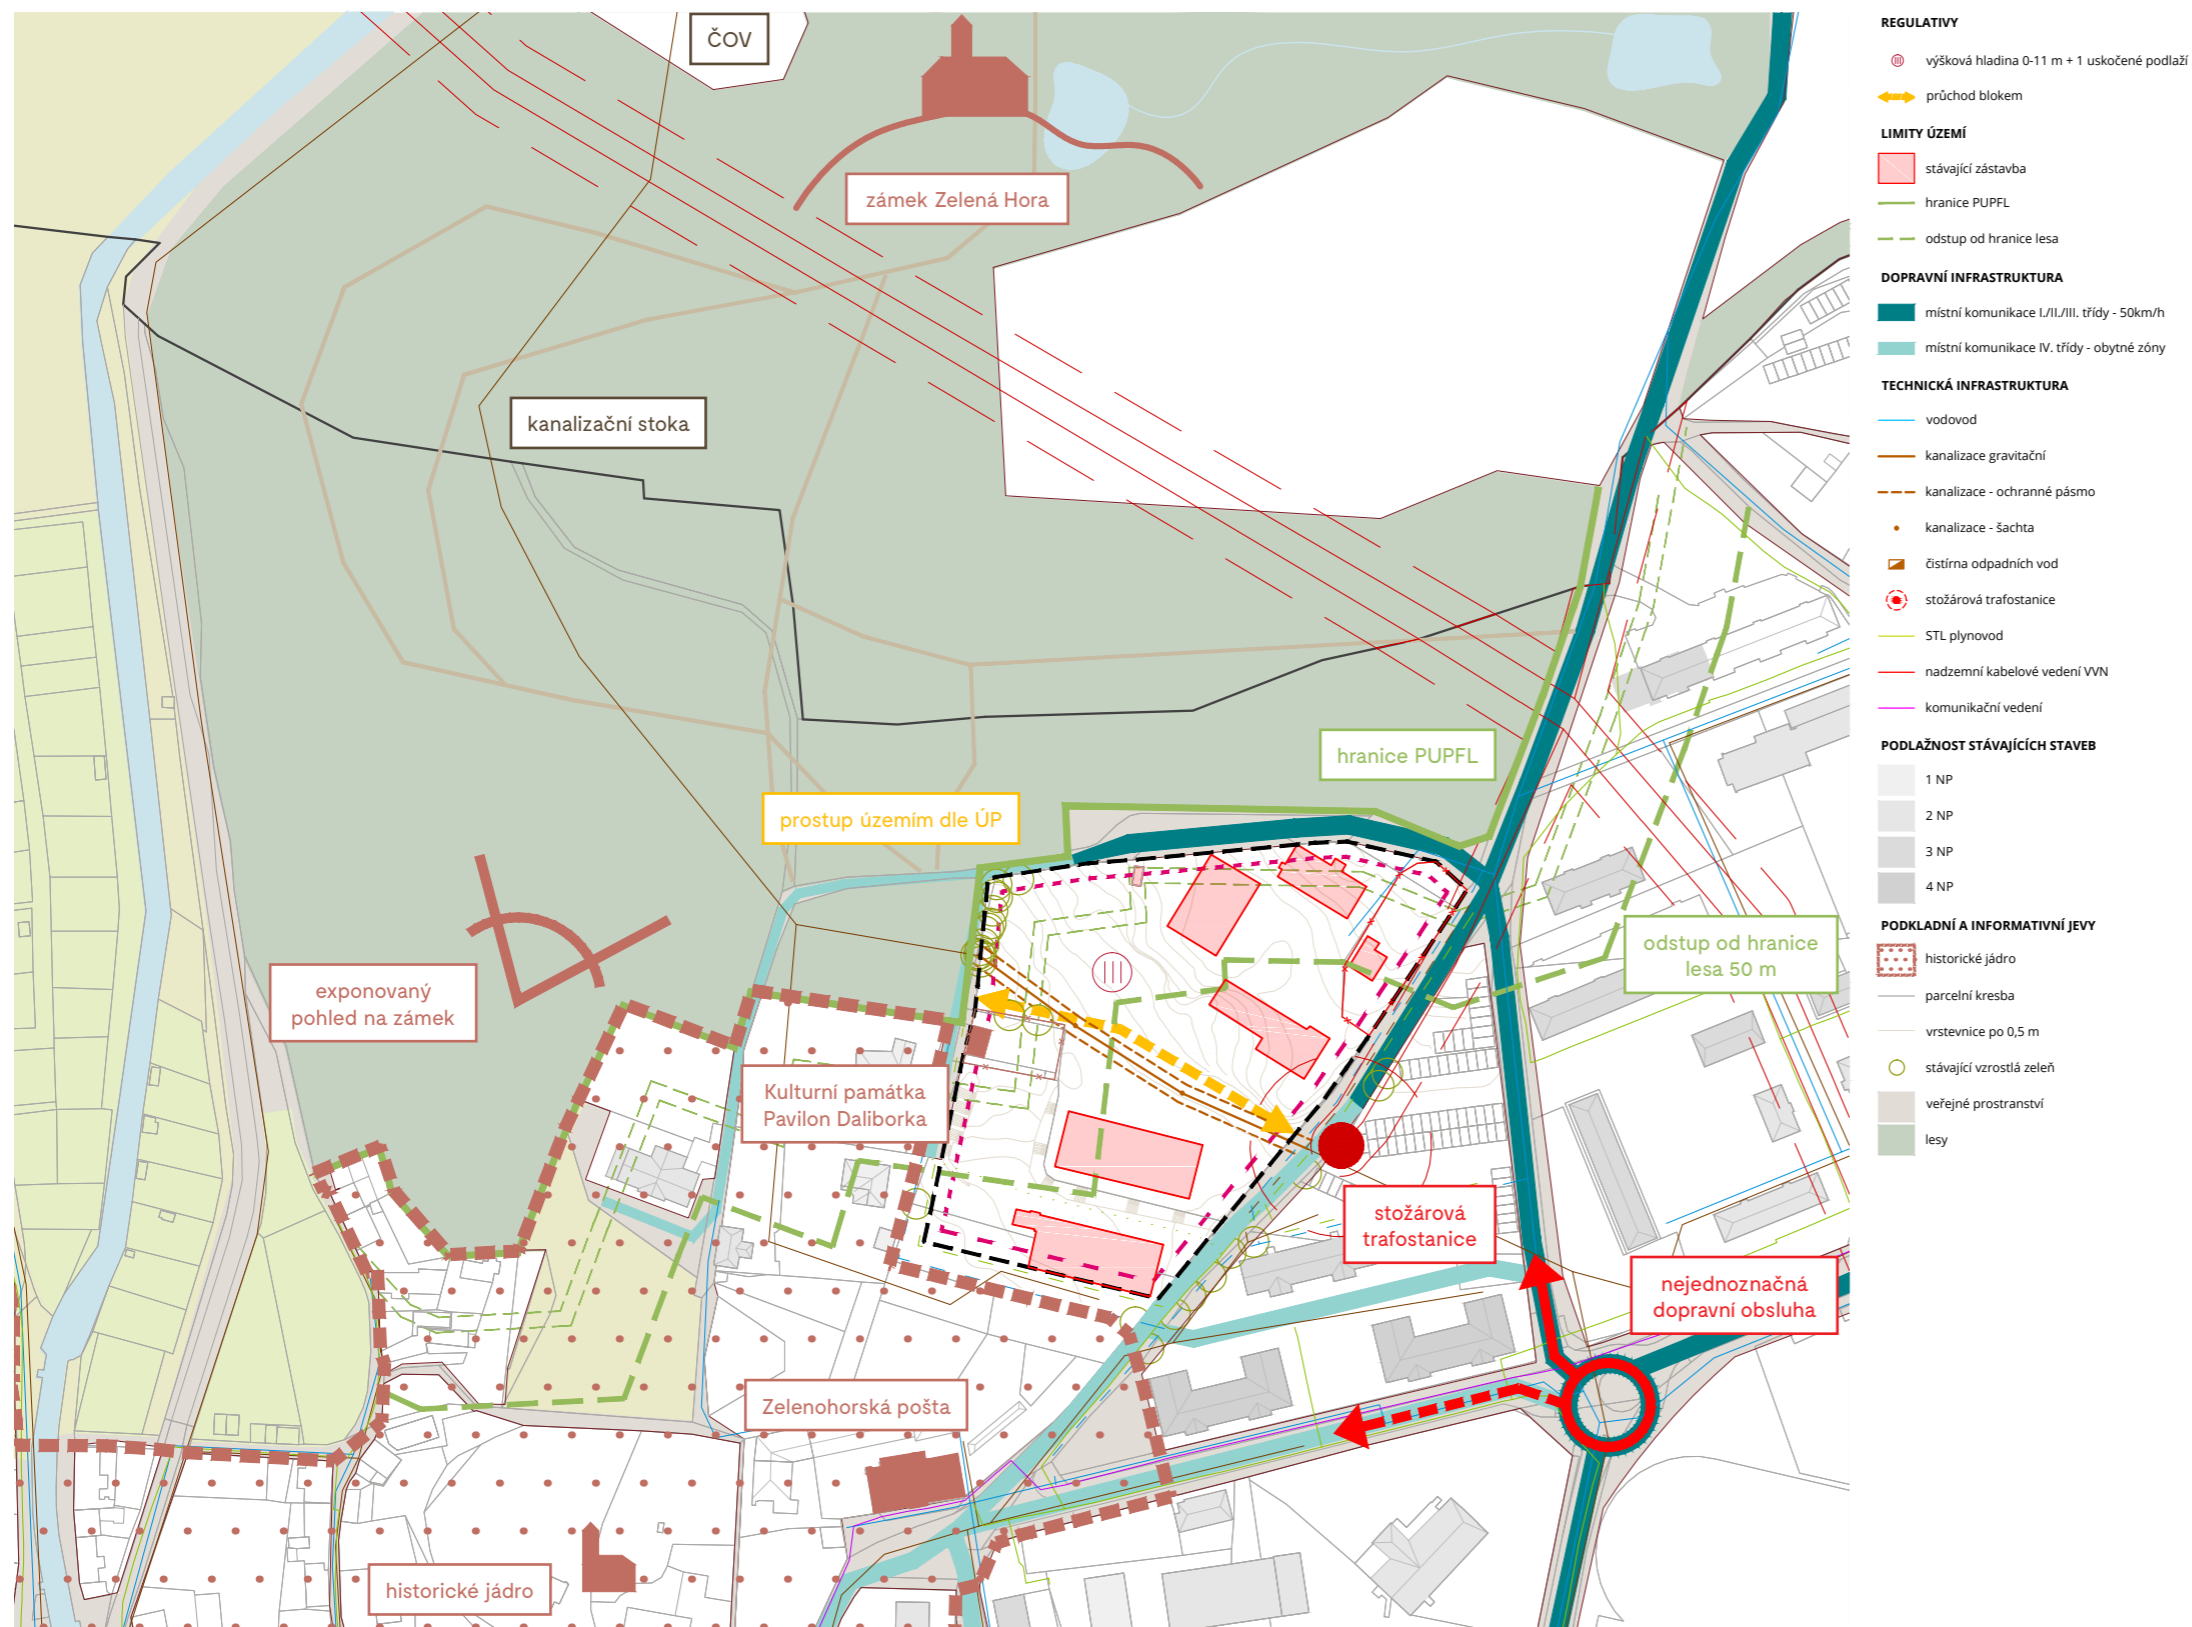 ČOV
zámek Zelená Hora
kanalizační stoka
hranice PUPFL
prostup územím dle ÚP
odstup od hranice
lesa 50 m
exponovaný
pohled na zámek
Kulturní památka
Pavilon Daliborka
stožárová
trafostanice
nejednoznačná
dopravní obsluha
Zelenohorská pošta
historické jádro
REGULATIVY
výšková hladina 0-11 m + 1 uskočené podlaží
průchod blokem
LIMITY ÚZEMÍ
stávající zástavba
hranice PUPFL
odstup od hranice lesa
DOPRAVNÍ INFRASTRUKTURA
místní komunikace I./II./III. třídy - 50km/h
místní komunikace IV. třídy - obytné zóny
TECHNICKÁ INFRASTRUKTURA
vodovod
kanalizace gravitační
kanalizace - ochranné pásmo
kanalizace - šachta
čistírna odpadních vod
stožárová trafostanice
STL plynovod
nadzemní kabelové vedení VVN
komunikační vedení
PODLAŽNOST STÁVAJÍCÍCH STAVEB
1 NP
2 NP
3 NP
4 NP
PODKLADNÍ A INFORMATIVNÍ JEVY
historické jádro
parcelní kresba
vrstevnice po 0,5 m
stávající vzrostlá zeleň
veřejné prostranství
lesy